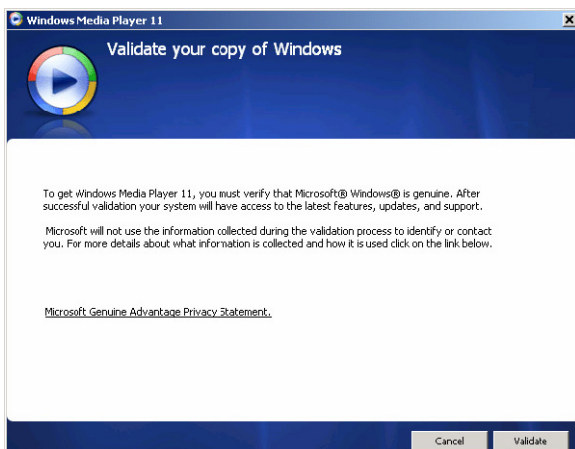 Windows Media Player 11
Validate your copy of Windows
To get Windows Media Player 11, you must verify that Microsoft® Windows® is genuine. After
successful validation your system will have access to the latest features, updates, and support.
Microsoft will not use the information collected during the validation process to identify or contact
you. For more details about what information is collected and how it is used click on the link below.
Microsoft Genuine Advantage Privacy Statement.
Cancel Validate